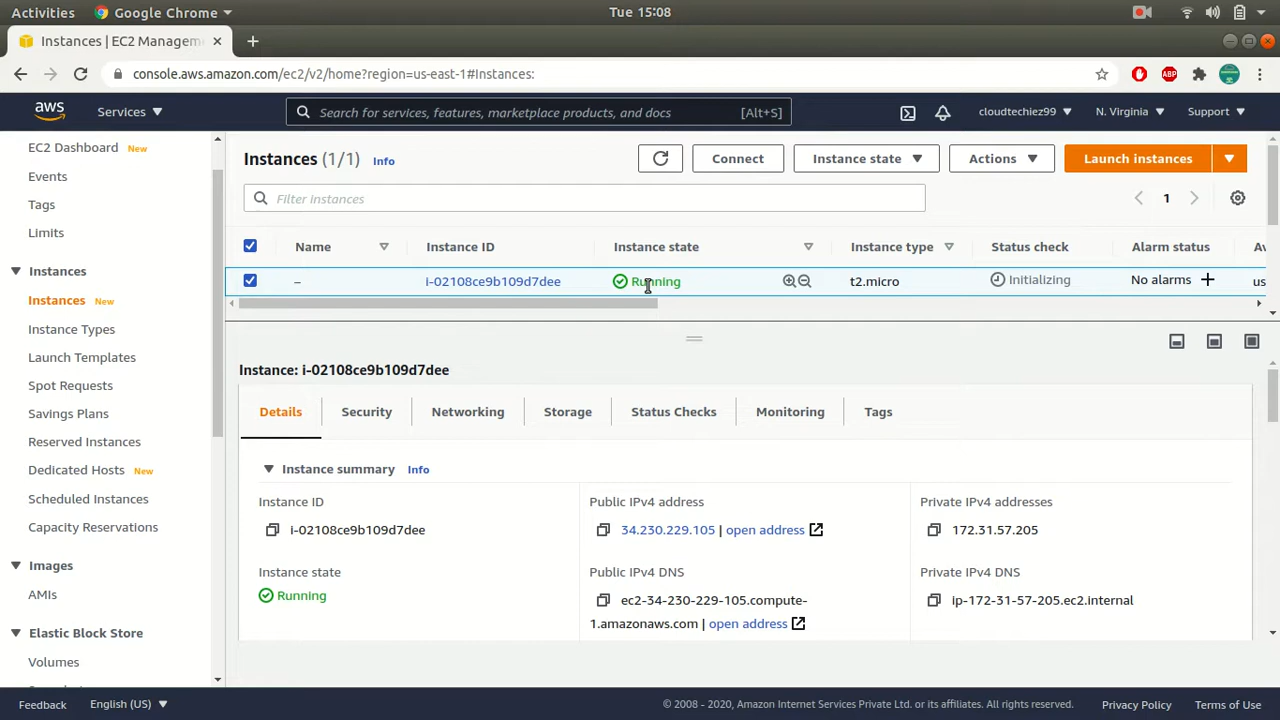 Activities Google Chrome Tue 15:08
Instances | EC2 Managem
console.aws.amazon.com/ec2/v2/home?region=us-east-1#Instances:
ABP
aws Services Search for services, features, marketplace products, and docs [Alt+S] cloudtechiez99 N. Virginia Support
EC2 Dashboard New
Events
Tags
Limits
Instances
Instances New
Instance Types
Launch Templates
Spot Requests
Savings Plans
Reserved Instances
Dedicated Hosts New
Scheduled Instances
Capacity Reservations
Images
AMIs
Elastic Block Store
Volumes
Instances (1/1) Info Connect Instance state Actions Launch instances
Filter instances 1
Name Instance ID Instance state Instance type Status check Alarm status Av
– i-02108ce9b109d7dee Running t2.micro Initializing No alarms + us
Instance: i-02108ce9b109d7dee
Details Security Networking Storage Status Checks Monitoring Tags
Instance summary Info
Instance ID Public IPv4 address Private IPv4 addresses
i-02108ce9b109d7dee 34.230.229.105 | open address 172.31.57.205
Instance state Public IPv4 DNS Private IPv4 DNS
Running ec2-34-230-229-105.compute- ip-172-31-57-205.ec2.internal
1.amazonaws.com | open address
Feedback English (US) © 2008 - 2020, Amazon Internet Services Private Ltd. or its affiliates. All rights reserved. Privacy Policy Terms of Use